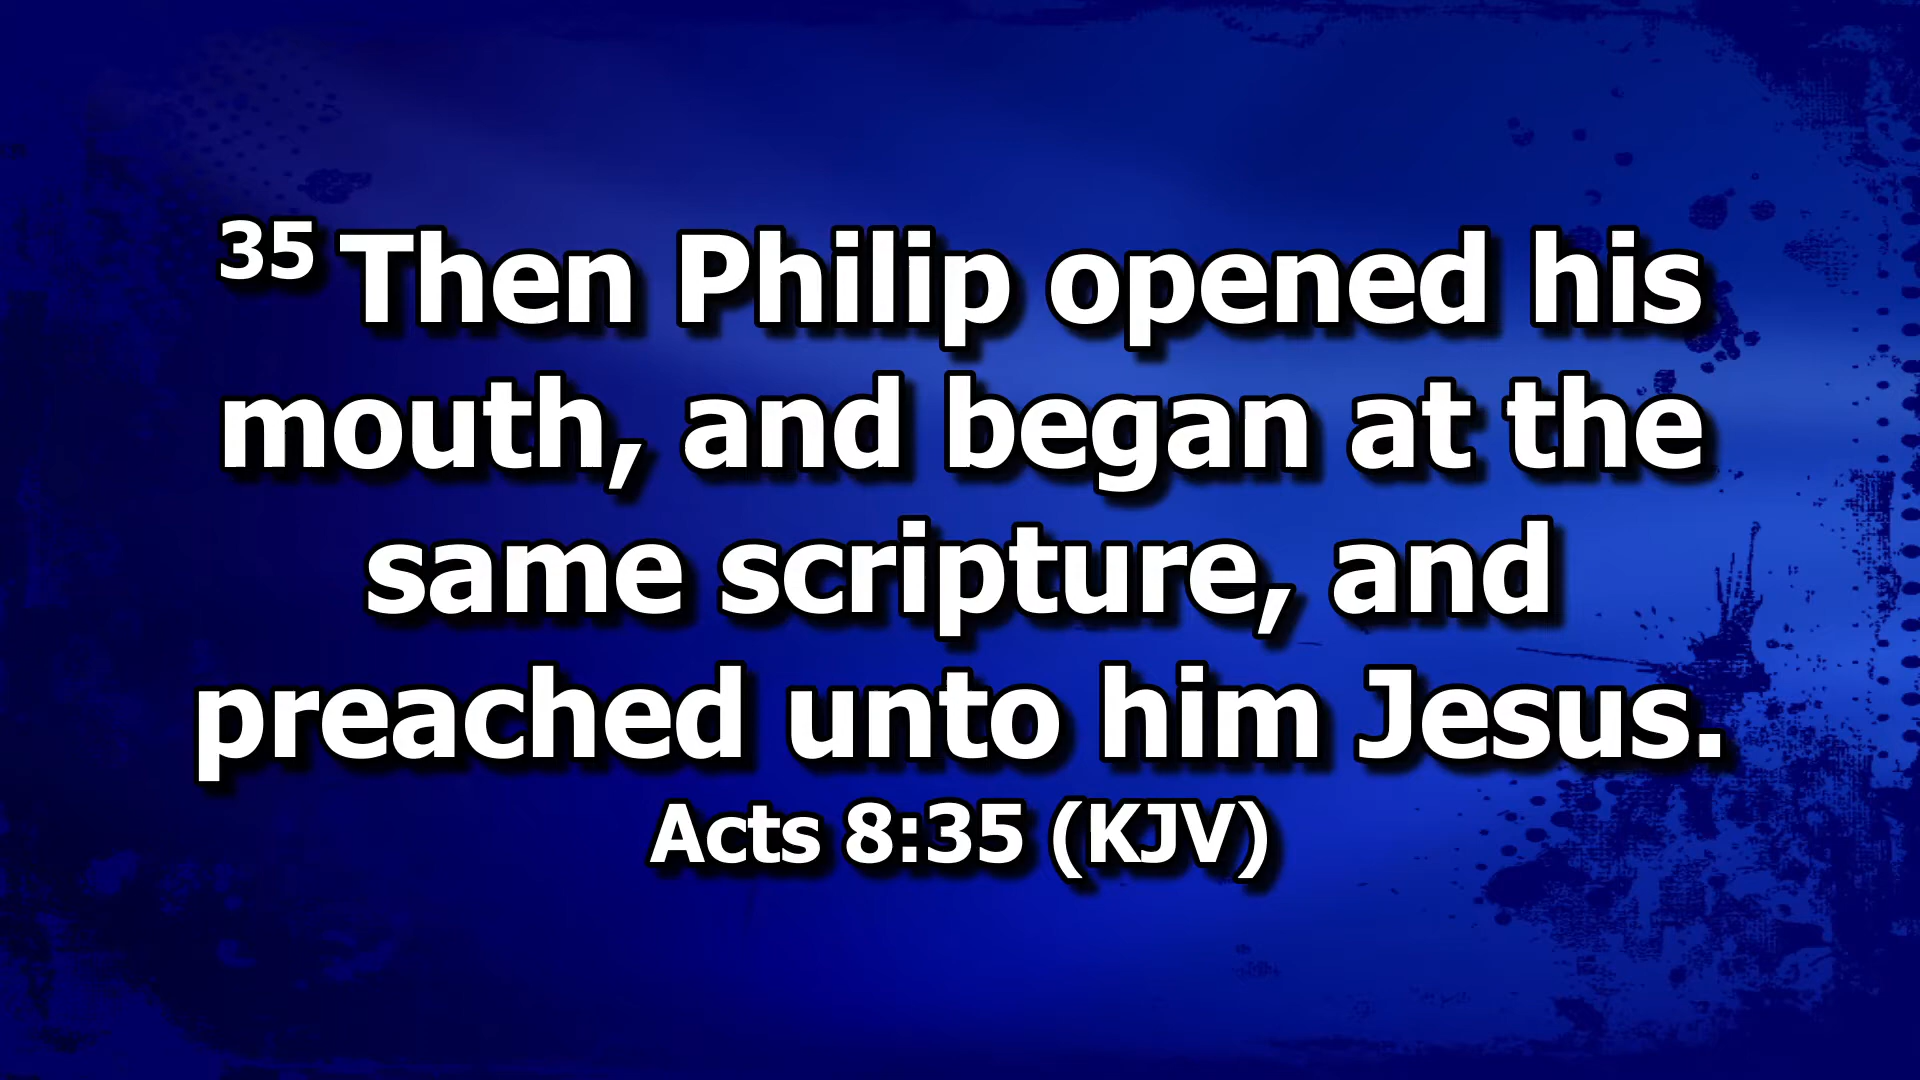 35 Then Philip opened his
mouth, and began at the
same scripture, and
preached unto him Jesus.
Acts 8:35 (KJV)